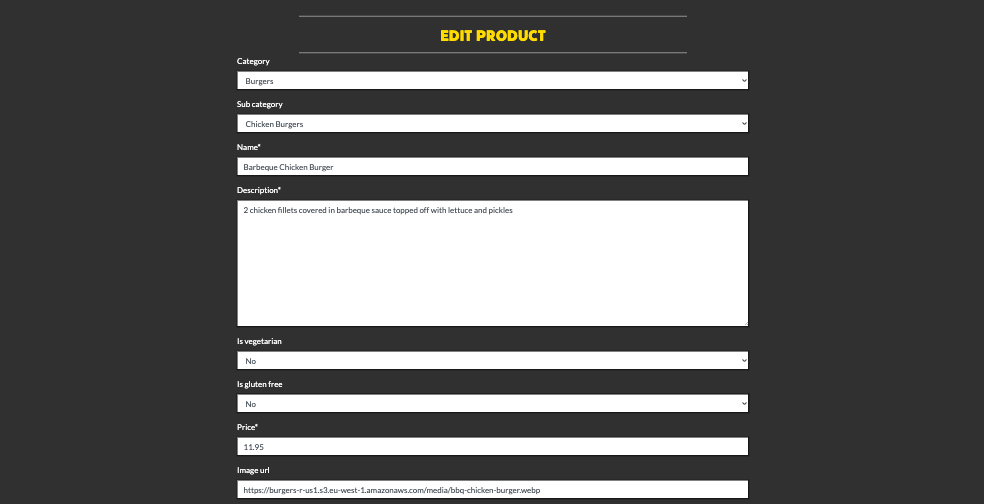 EDIT PRODUCT
Category
Burgers
Sub category
Chicken Burgers
Name*
Barbeque Chicken Burger
Description*
2 chicken fillets covered in barbeque sauce topped off with lettuce and pickles
Is vegetarian
No
Is gluten free
No
Price*
11.95
Image url
https://burgers-r-us1.s3.eu-west-1.amazonaws.com/media/bbq-chicken-burger.webp